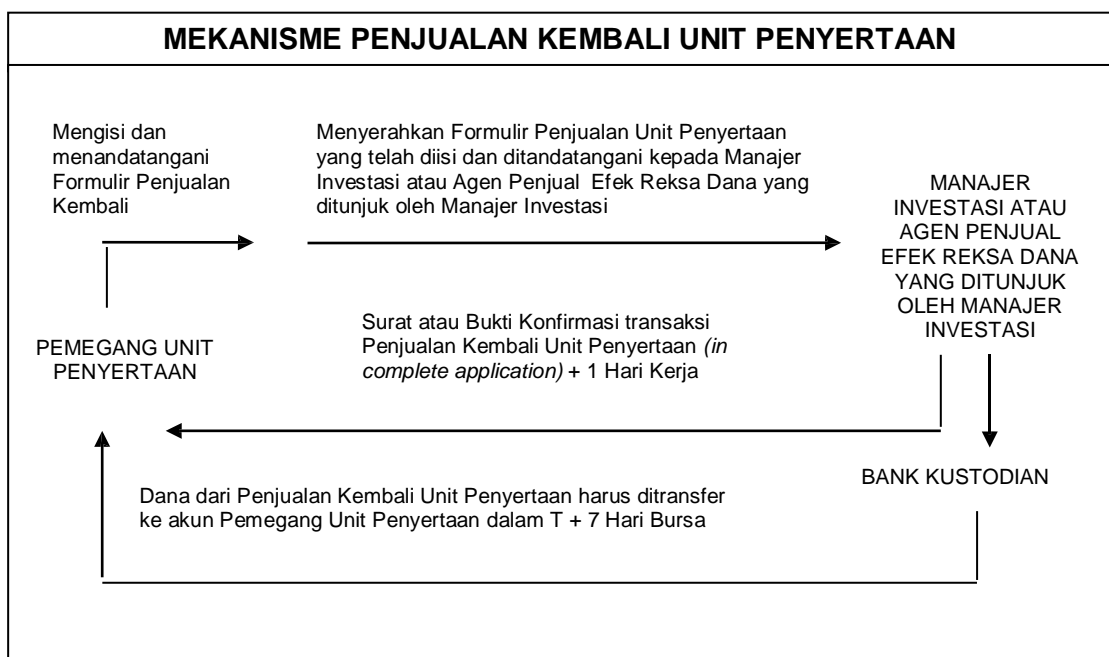 MEKANISME PENJUALAN KEMBALI UNIT PENYERTAAN
Mengisi dan
menandatangani
Formulir Penjualan
Kembali
Menyerahkan Formulir Penjualan Unit Penyertaan
yang telah diisi dan ditandatangani kepada Manajer
Investasi atau Agen Penjual Efek Reksa Dana yang
ditunjuk oleh Manajer Investasi
MANAJER
INVESTASI ATAU
AGEN PENJUAL
EFEK REKSA DANA
YANG DITUNJUK
OLEH MANAJER
INVESTASI
PEMEGANG UNIT
PENYERTAAN
Surat atau Bukti Konfirmasi transaksi
Penjualan Kembali Unit Penyertaan (in
complete application) + 1 Hari Kerja
BANK KUSTODIAN
Dana dari Penjualan Kembali Unit Penyertaan harus ditransfer
ke akun Pemegang Unit Penyertaan dalam T + 7 Hari Bursa